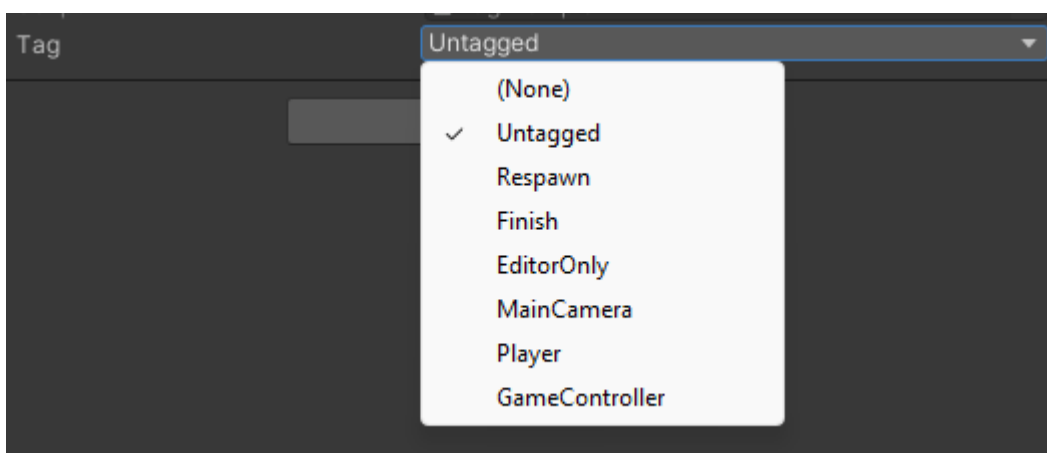 Tag
Untagged
(None)
Untagged
Respawn
Finish
EditorOnly
MainCamera
Player
GameController